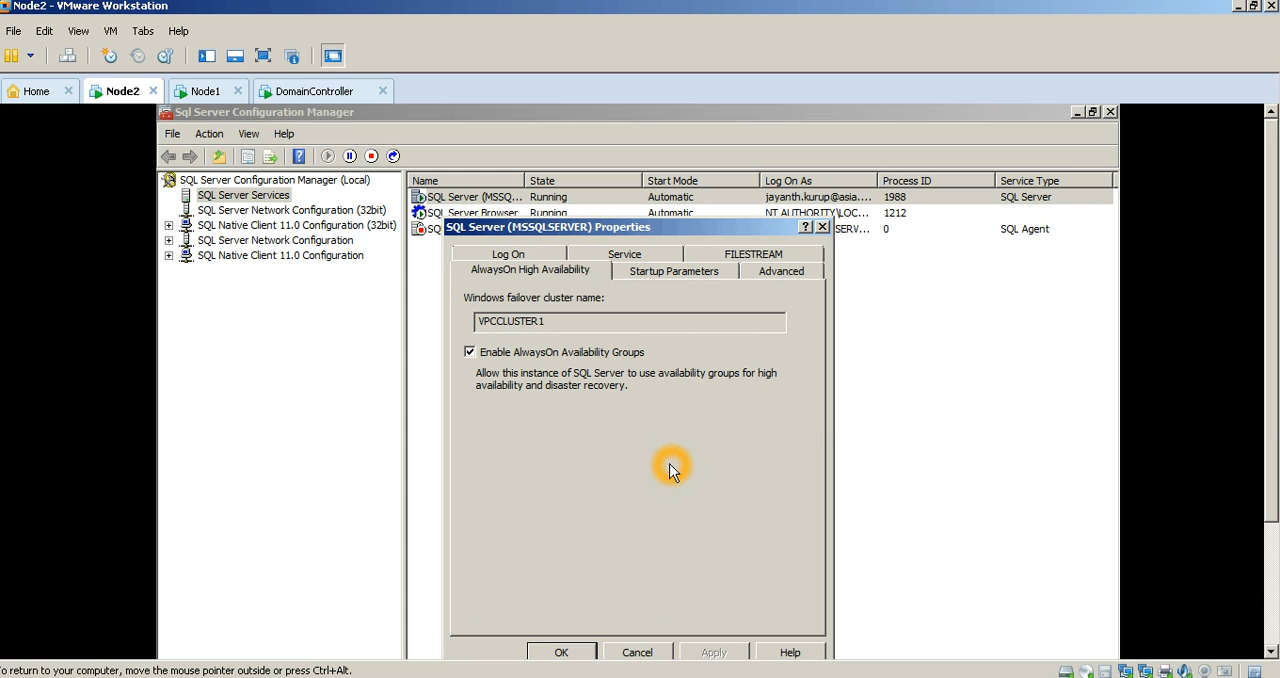 Node2 - VMware Workstation
File Edit View VM Tabs Help
Home Node2 Node1 DomainController
Sql Server Configuration Manager
File Action View Help
SQL Server Configuration Manager (Local)
SQL Server Services
SQL Server Network Configuration (32bit)
SQL Native Client 11.0 Configuration (32bit)
SQL Server Network Configuration
SQL Native Client 11.0 Configuration
Name State Start Mode Log On As Process ID Service Type
SQL Server (MSSQ... Running Automatic jayanth.kurup@asia.... 1988 SQL Server
SQL Server Browser Running Automatic NT AUTHORITY\LOC... 1212
SQ SERV... 0 SQL Agent
SQL Server (MSSQLSERVER) Properties
Log On Service FILESTREAM
AlwaysOn High Availability Startup Parameters Advanced
Windows failover cluster name:
VPCCLUSTER1
Enable AlwaysOn Availability Groups
Allow this instance of SQL Server to use availability groups for high
availability and disaster recovery.
OK Cancel Apply Help
o return to your computer, move the mouse pointer outside or press Ctrl+Alt.